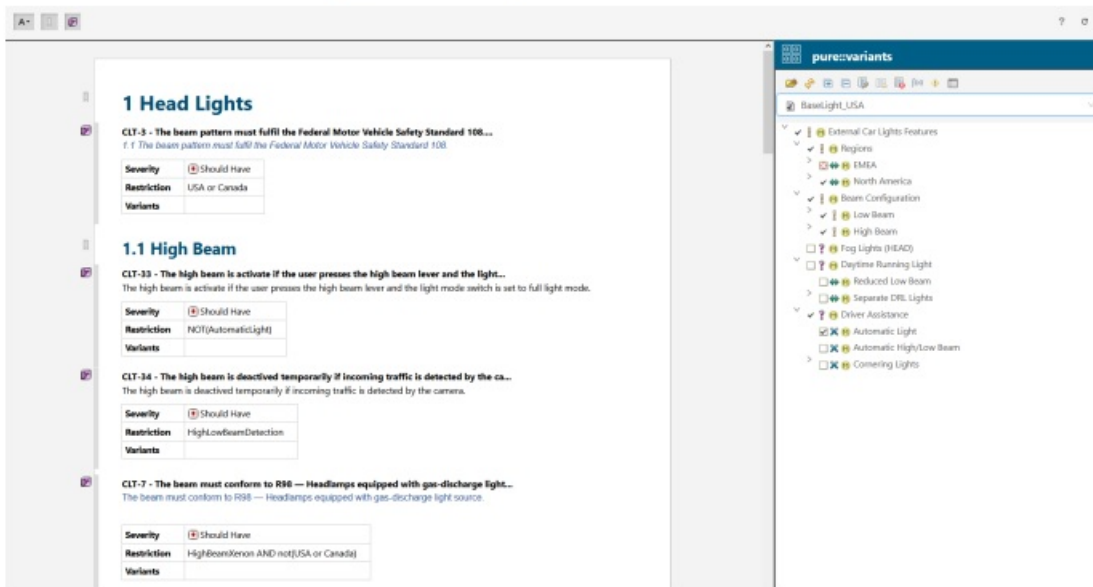 A
?
1 Head Lights
CLT-3 - The beam pattern must fulfil the Federal Motor Vehicle Safety Standard 108....
1.1 The beam pattern must fulfil the Federal Motor Vehicle Safety Standard 108.
Severity Should Have
Restriction USA or Canada
Variants
1.1 High Beam
CLT-33 - The high beam is activate if the user presses the high beam lever and the light...
The high beam is activate if the user presses the high beam lever and the light mode switch is set to full light mode.
Severity Should Have
Restriction NOT(AutomaticLight)
Variants
CLT-34 - The high beam is deactived temporarily if incoming traffic is detected by the ca...
The high beam is deactived temporarily if incoming traffic is detected by the camera.
Severity Should Have
Restriction HighLowBeamDetection
Variants
CLT-7 - The beam must conform to R98 — Headlamps equipped with gas-discharge light...
The beam must conform to R98 — Headlamps equipped with gas-discharge light source.
Severity Should Have
Restriction HighBeamXenon AND not(USA or Canada)
Variants
pure::variants
BaseLight_USA
External Car Lights Features
Regions
EMEA
North America
Beam Configuration
Low Beam
High Beam
Fog Lights (HEAD)
Daytime Running Light
Reduced Low Beam
Separate DRL Lights
Driver Assistance
Automatic Light
Automatic High/Low Beam
Cornering Lights